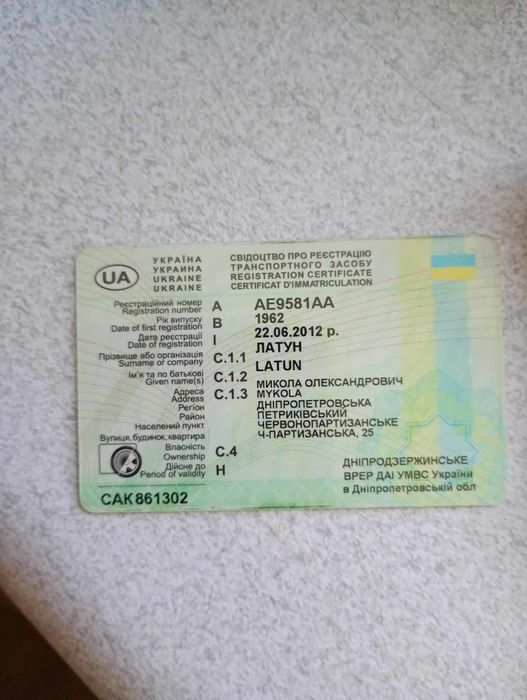 UA
УКРАЇНА
УКРАИНА
UKRAINE
UKRAINE
СВІДОЦТВО ПРО РЕЄСТРАЦІЮ
ТРАНСПОРТНОГО ЗАСОБУ
REGISTRATION CERTIFICATE
CERTIFICAT D'IMMATRICULATION
Реєстраційний номер
Registration number A AE9581AA
Рік випуску
Date of first registration B 1962
Дата реєстрації
Date of registration I 22.06.2012 р.
Прізвище або організація
Surname or company C.1.1 ЛАТУН
LATUN
Ім'я та по батькові
Given name(s) C.1.2 МИКОЛА ОЛЕКСАНДРОВИЧ
MYKOLA
Адреса
Address C.1.3 ДНІПРОПЕТРОВСЬКА
Регіон
Район ПЕТРИКІВСЬКИЙ
Населений пункт ЧЕРВОНОПАРТИЗАНСЬКЕ
Вулиця, будинок, квартира Ч-ПАРТИЗАНСЬКА, 25
Власність
Ownership C.4
Дійсне до
Period of validity H
ДНІПРОДЗЕРЖИНСЬКЕ
ВРЕР ДАІ УМВС України
в Дніпропетровській обл
САК 861302